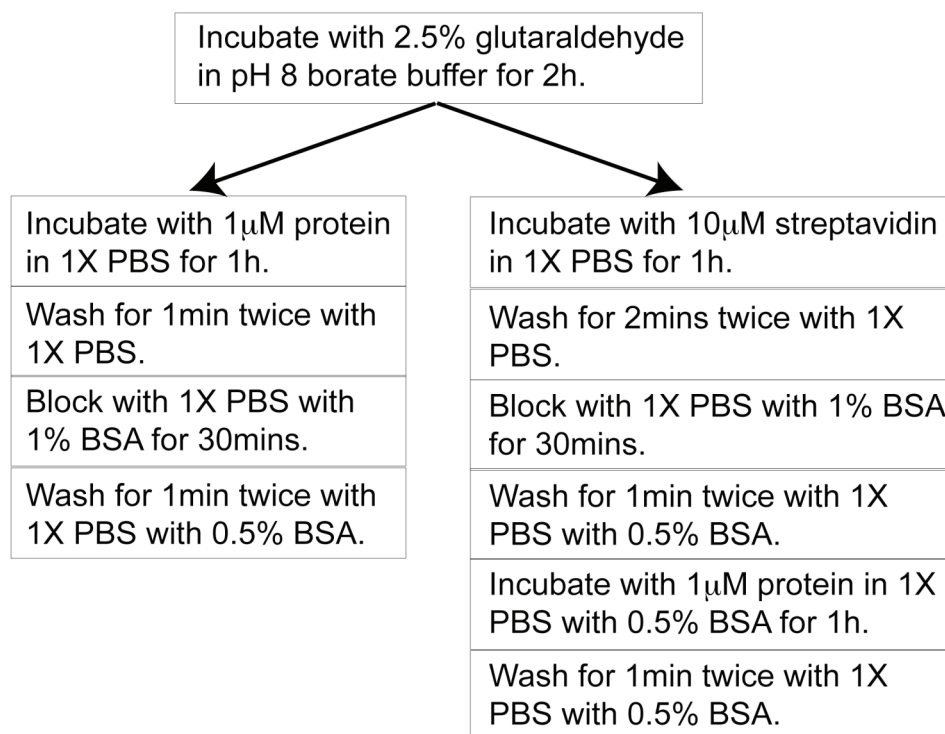 Incubate with 2.5% glutaraldehyde
in pH 8 borate buffer for 2h.
Incubate with 1μM protein
in 1X PBS for 1h.
Wash for 1min twice with
1X PBS.
Block with 1X PBS with
1% BSA for 30mins.
Wash for 1min twice with
1X PBS with 0.5% BSA.
Incubate with 10μM streptavidin
in 1X PBS for 1h.
Wash for 2mins twice with 1X
PBS.
Block with 1X PBS with 1% BSA
for 30mins.
Wash for 1min twice with 1X
PBS with 0.5% BSA.
Incubate with 1μM protein in 1X
PBS with 0.5% BSA for 1h.
Wash for 1min twice with 1X
PBS with 0.5% BSA.